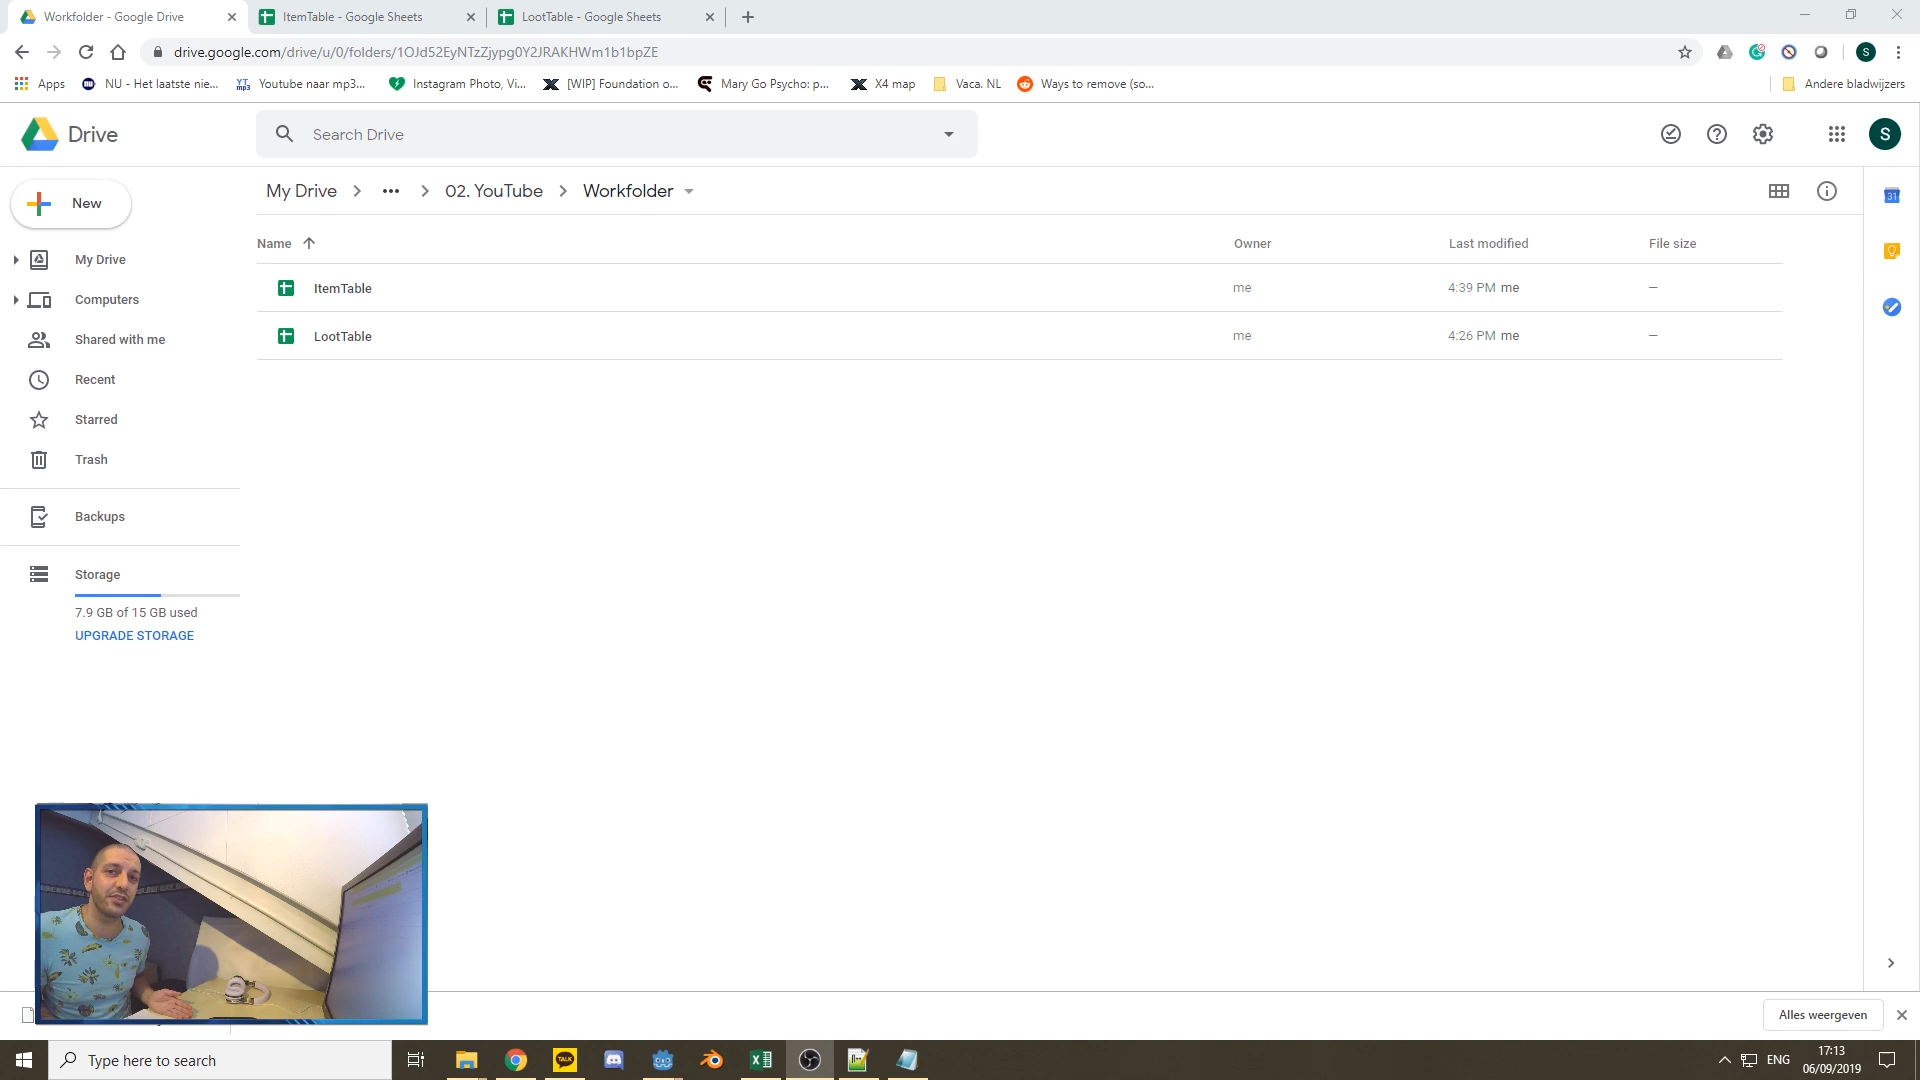 Workfolder - Google Drive
ItemTable - Google Sheets
LootTable - Google Sheets
drive.google.com/drive/u/0/folders/1OJd52EyNTzZjypg0Y2JRAKHWm1b1bpZE
S
Apps
NU - Het laatste nie...
Youtube naar mp3...
Instagram Photo, Vi...
[WIP] Foundation o...
Mary Go Psycho: p...
X4 map
Vaca. NL
Ways to remove (so...
Andere bladwijzers
Drive
Search Drive
S
New
My Drive
02. YouTube
Workfolder
31
Name
Owner
Last modified
File size
ItemTable
me
4:39 PM me
–
LootTable
me
4:26 PM me
–
My Drive
Computers
Shared with me
Recent
Starred
Trash
Backups
Storage
7.9 GB of 15 GB used
UPGRADE STORAGE
Alles weergeven
Type here to search
TALK
ENG
17:13
06/09/2019